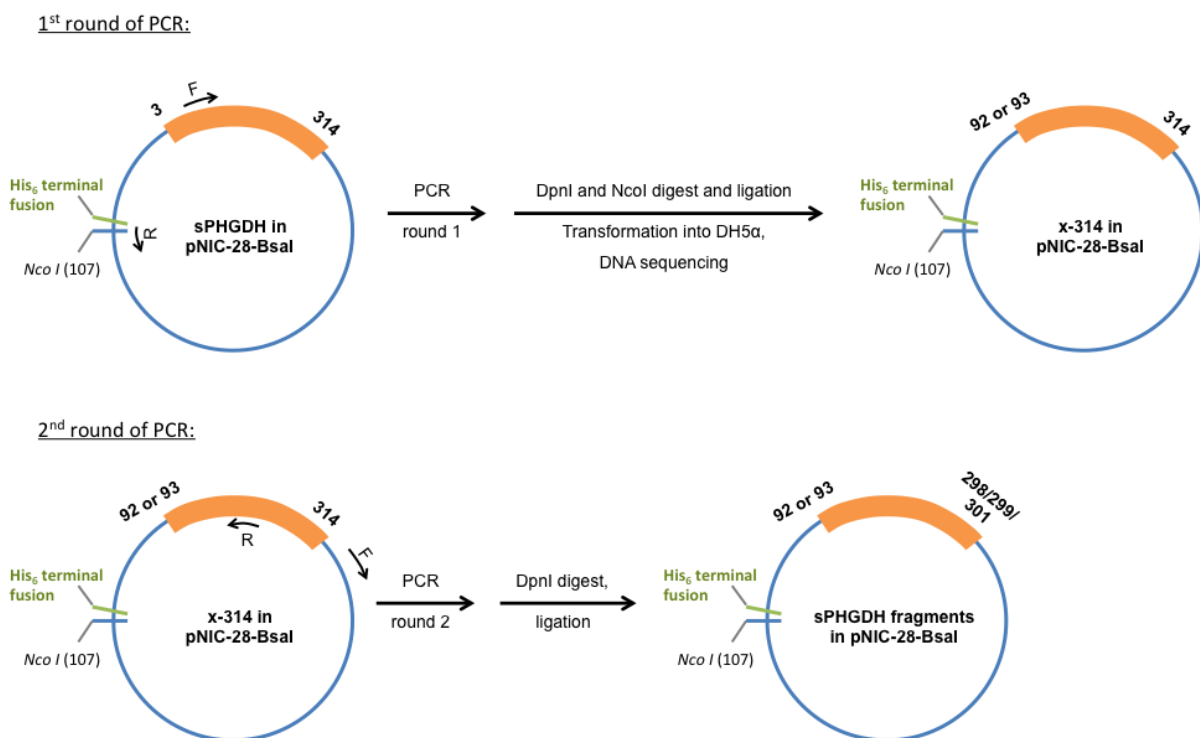 1st round of PCR:
F
3
314
His6 terminal
fusion
R
sPHGDH in
pNIC-28-BsaI
Nco I (107)
PCR
round 1
DpnI and NcoI digest and ligation
Transformation into DH5α,
DNA sequencing
92 or 93
314
His6 terminal
fusion
x-314 in
pNIC-28-BsaI
Nco I (107)
2nd round of PCR:
92 or 93
314
R
F
His6 terminal
fusion
x-314 in
pNIC-28-BsaI
Nco I (107)
PCR
round 2
DpnI digest,
ligation
92 or 93
298/299/
301
His6 terminal
fusion
sPHGDH fragments
in pNIC-28-BsaI
Nco I (107)